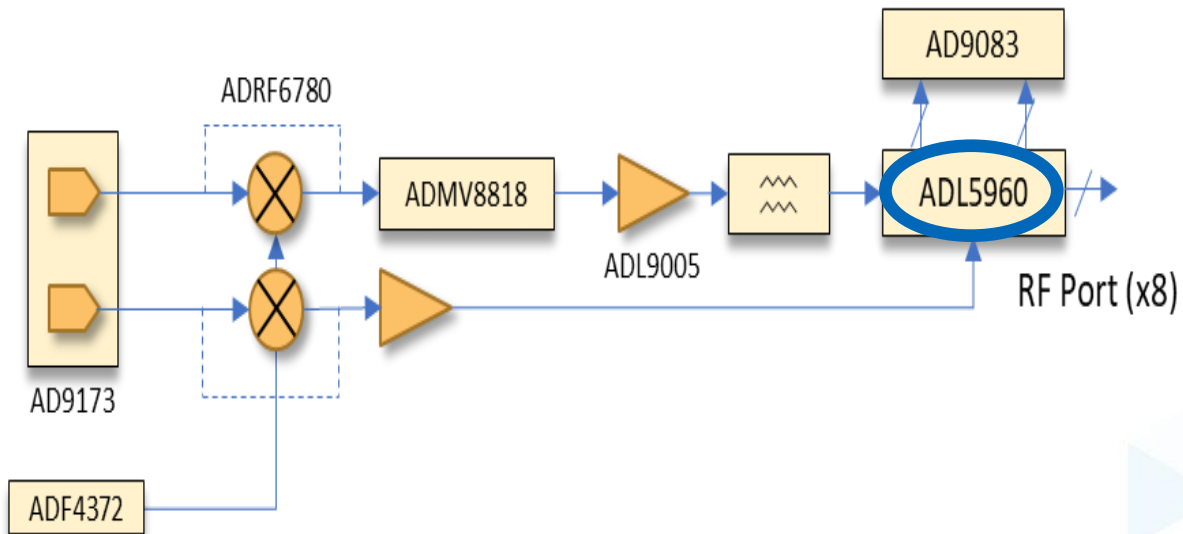 AD9083
ADRF6780
ADMV8818
ADL5960
ADL9005
RF Port (x8)
AD9173
ADF4372